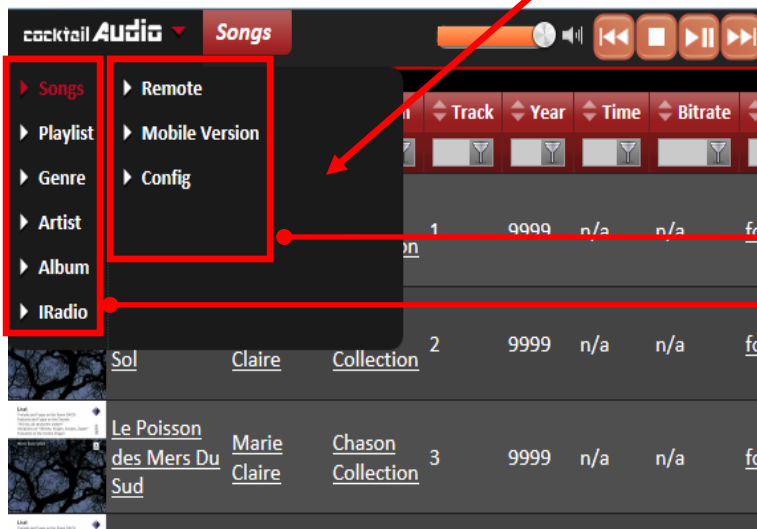 cocktail Audio Songs
Songs
Playlist
Genre
Artist
Album
IRadio
Remote
Mobile Version
Config
Track Year Time Bitrate
1 9999 n/a n/a
2 9999 n/a n/a
Sol
Claire
Collection
Le Poisson
des Mers Du
Sud
Marie
Claire
Chason
Collection
3 9999 n/a n/a